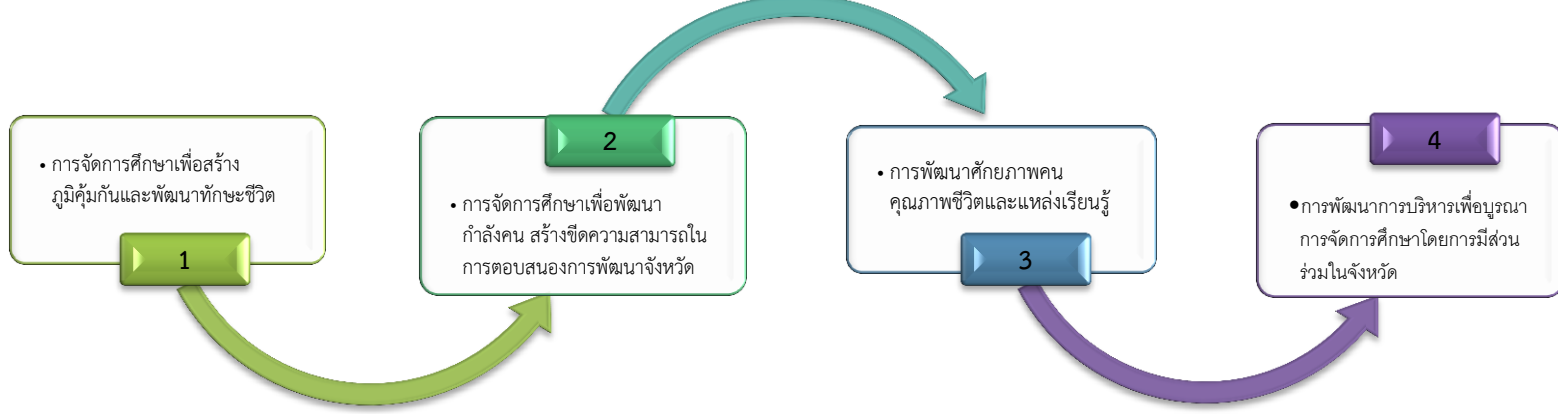 • การจัดการศึกษาเพื่อสร้าง
ภูมิคุ้มกันและพัฒนาทักษะชีวิต
1
2
• การจัดการศึกษาเพื่อพัฒนา
กำลังคน สร้างขีดความสามารถใน
การตอบสนองการพัฒนาจังหวัด
• การพัฒนาศักยภาพคน
คุณภาพชีวิตและแหล่งเรียนรู้
3
4
•การพัฒนาการบริหารเพื่อบูรณา
การจัดการศึกษาโดยการมีส่วน
ร่วมในจังหวัด